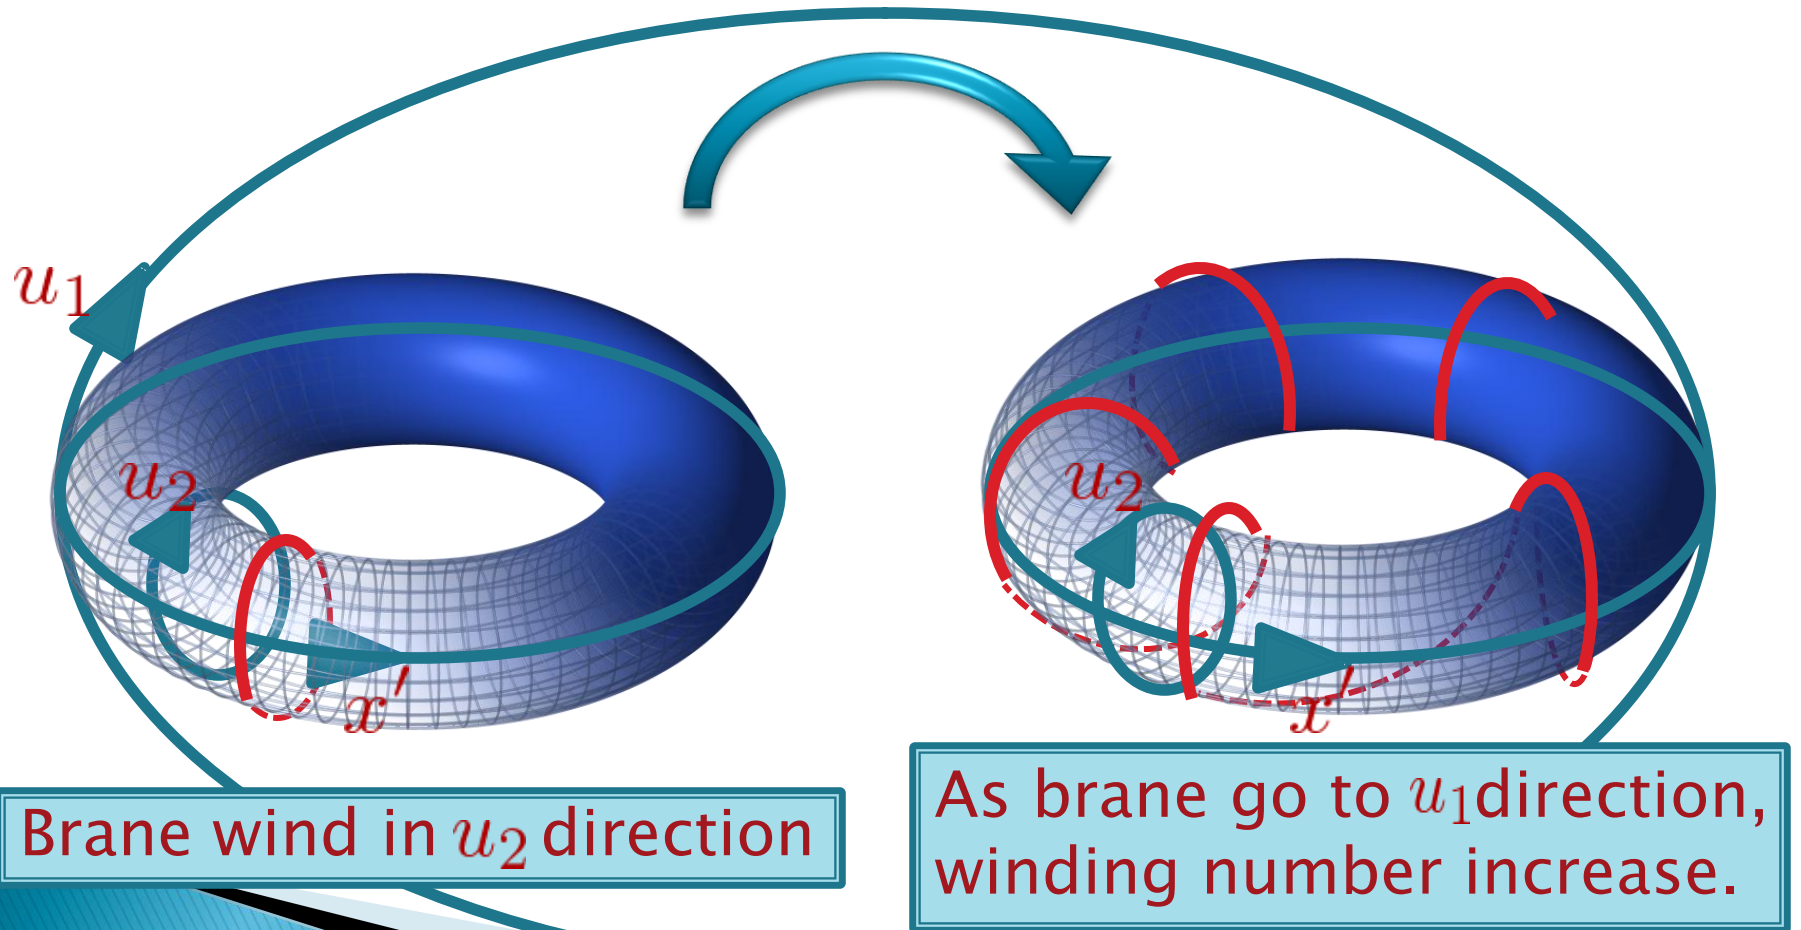 u₁
u₂
x′
u₂
x′
Brane wind in u₂ direction
As brane go to u₁direction,
winding number increase.